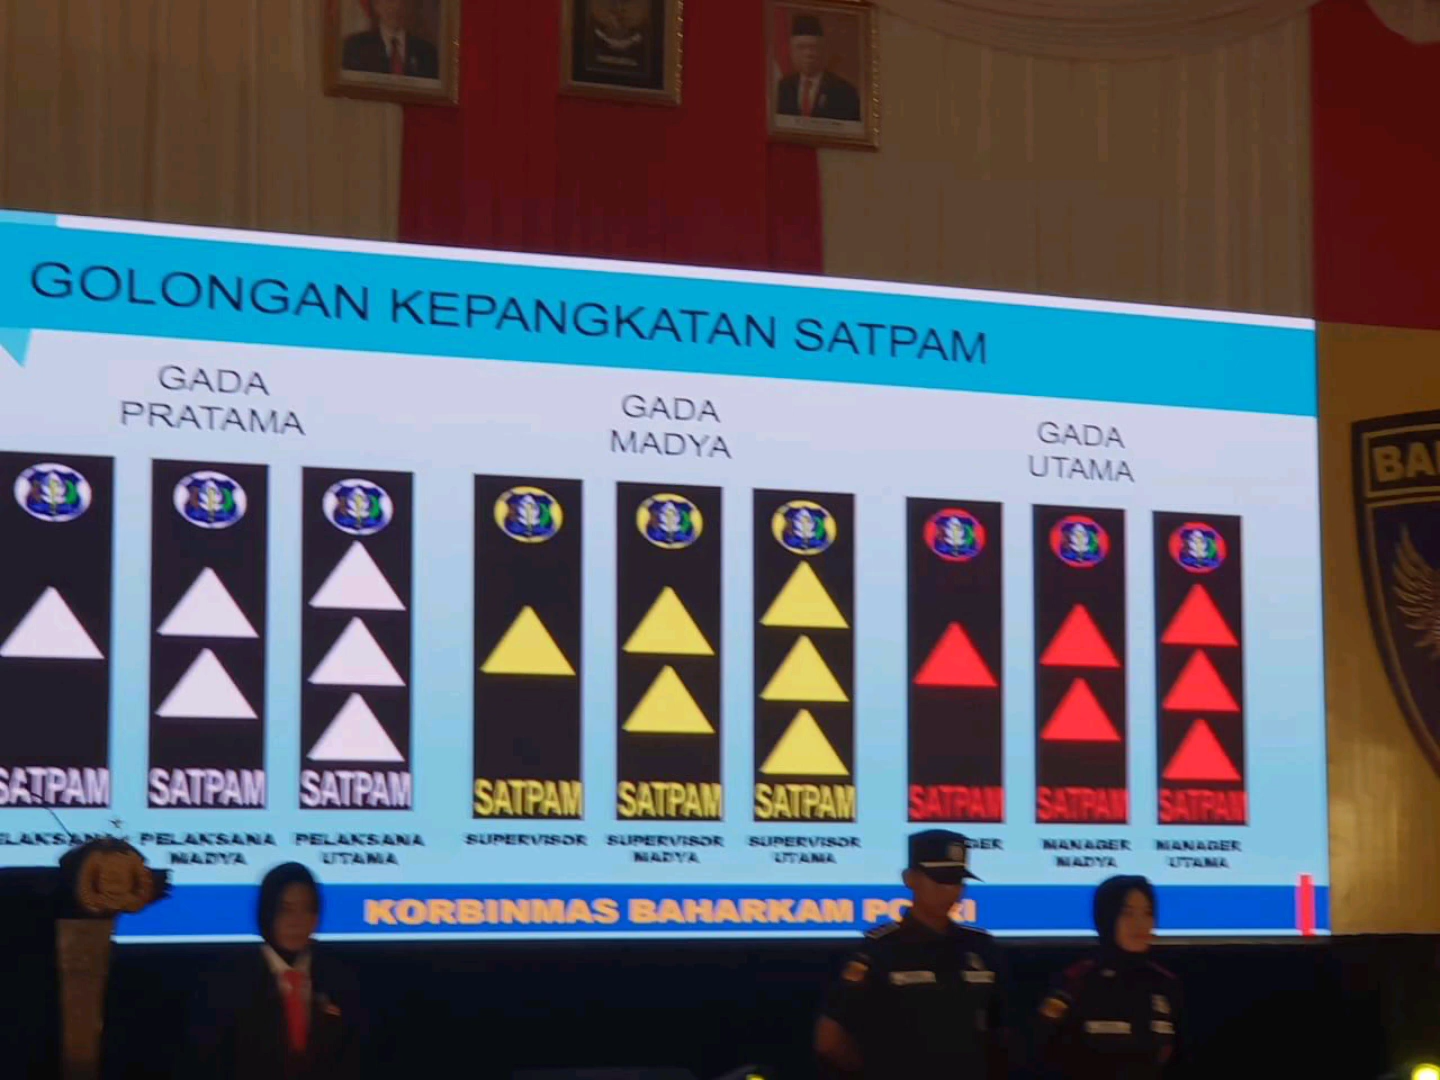 GOLONGAN KEPANGKATAN SATPAM
GADA
PRATAMA
GADA
MADYA
GADA
UTAMA
SATPAM
SATPAM
SATPAM
SATPAM
SATPAM
SATPAM
SATPAM
SATPAM
SATPAM
PELAKSANA
MADYA
PELAKSANA
UTAMA
SUPERVISOR
SUPERVISOR
MADYA
SUPERVISOR
UTAMA
MANAGER
MADYA
MANAGER
UTAMA
KORBINMAS BAHARKAM